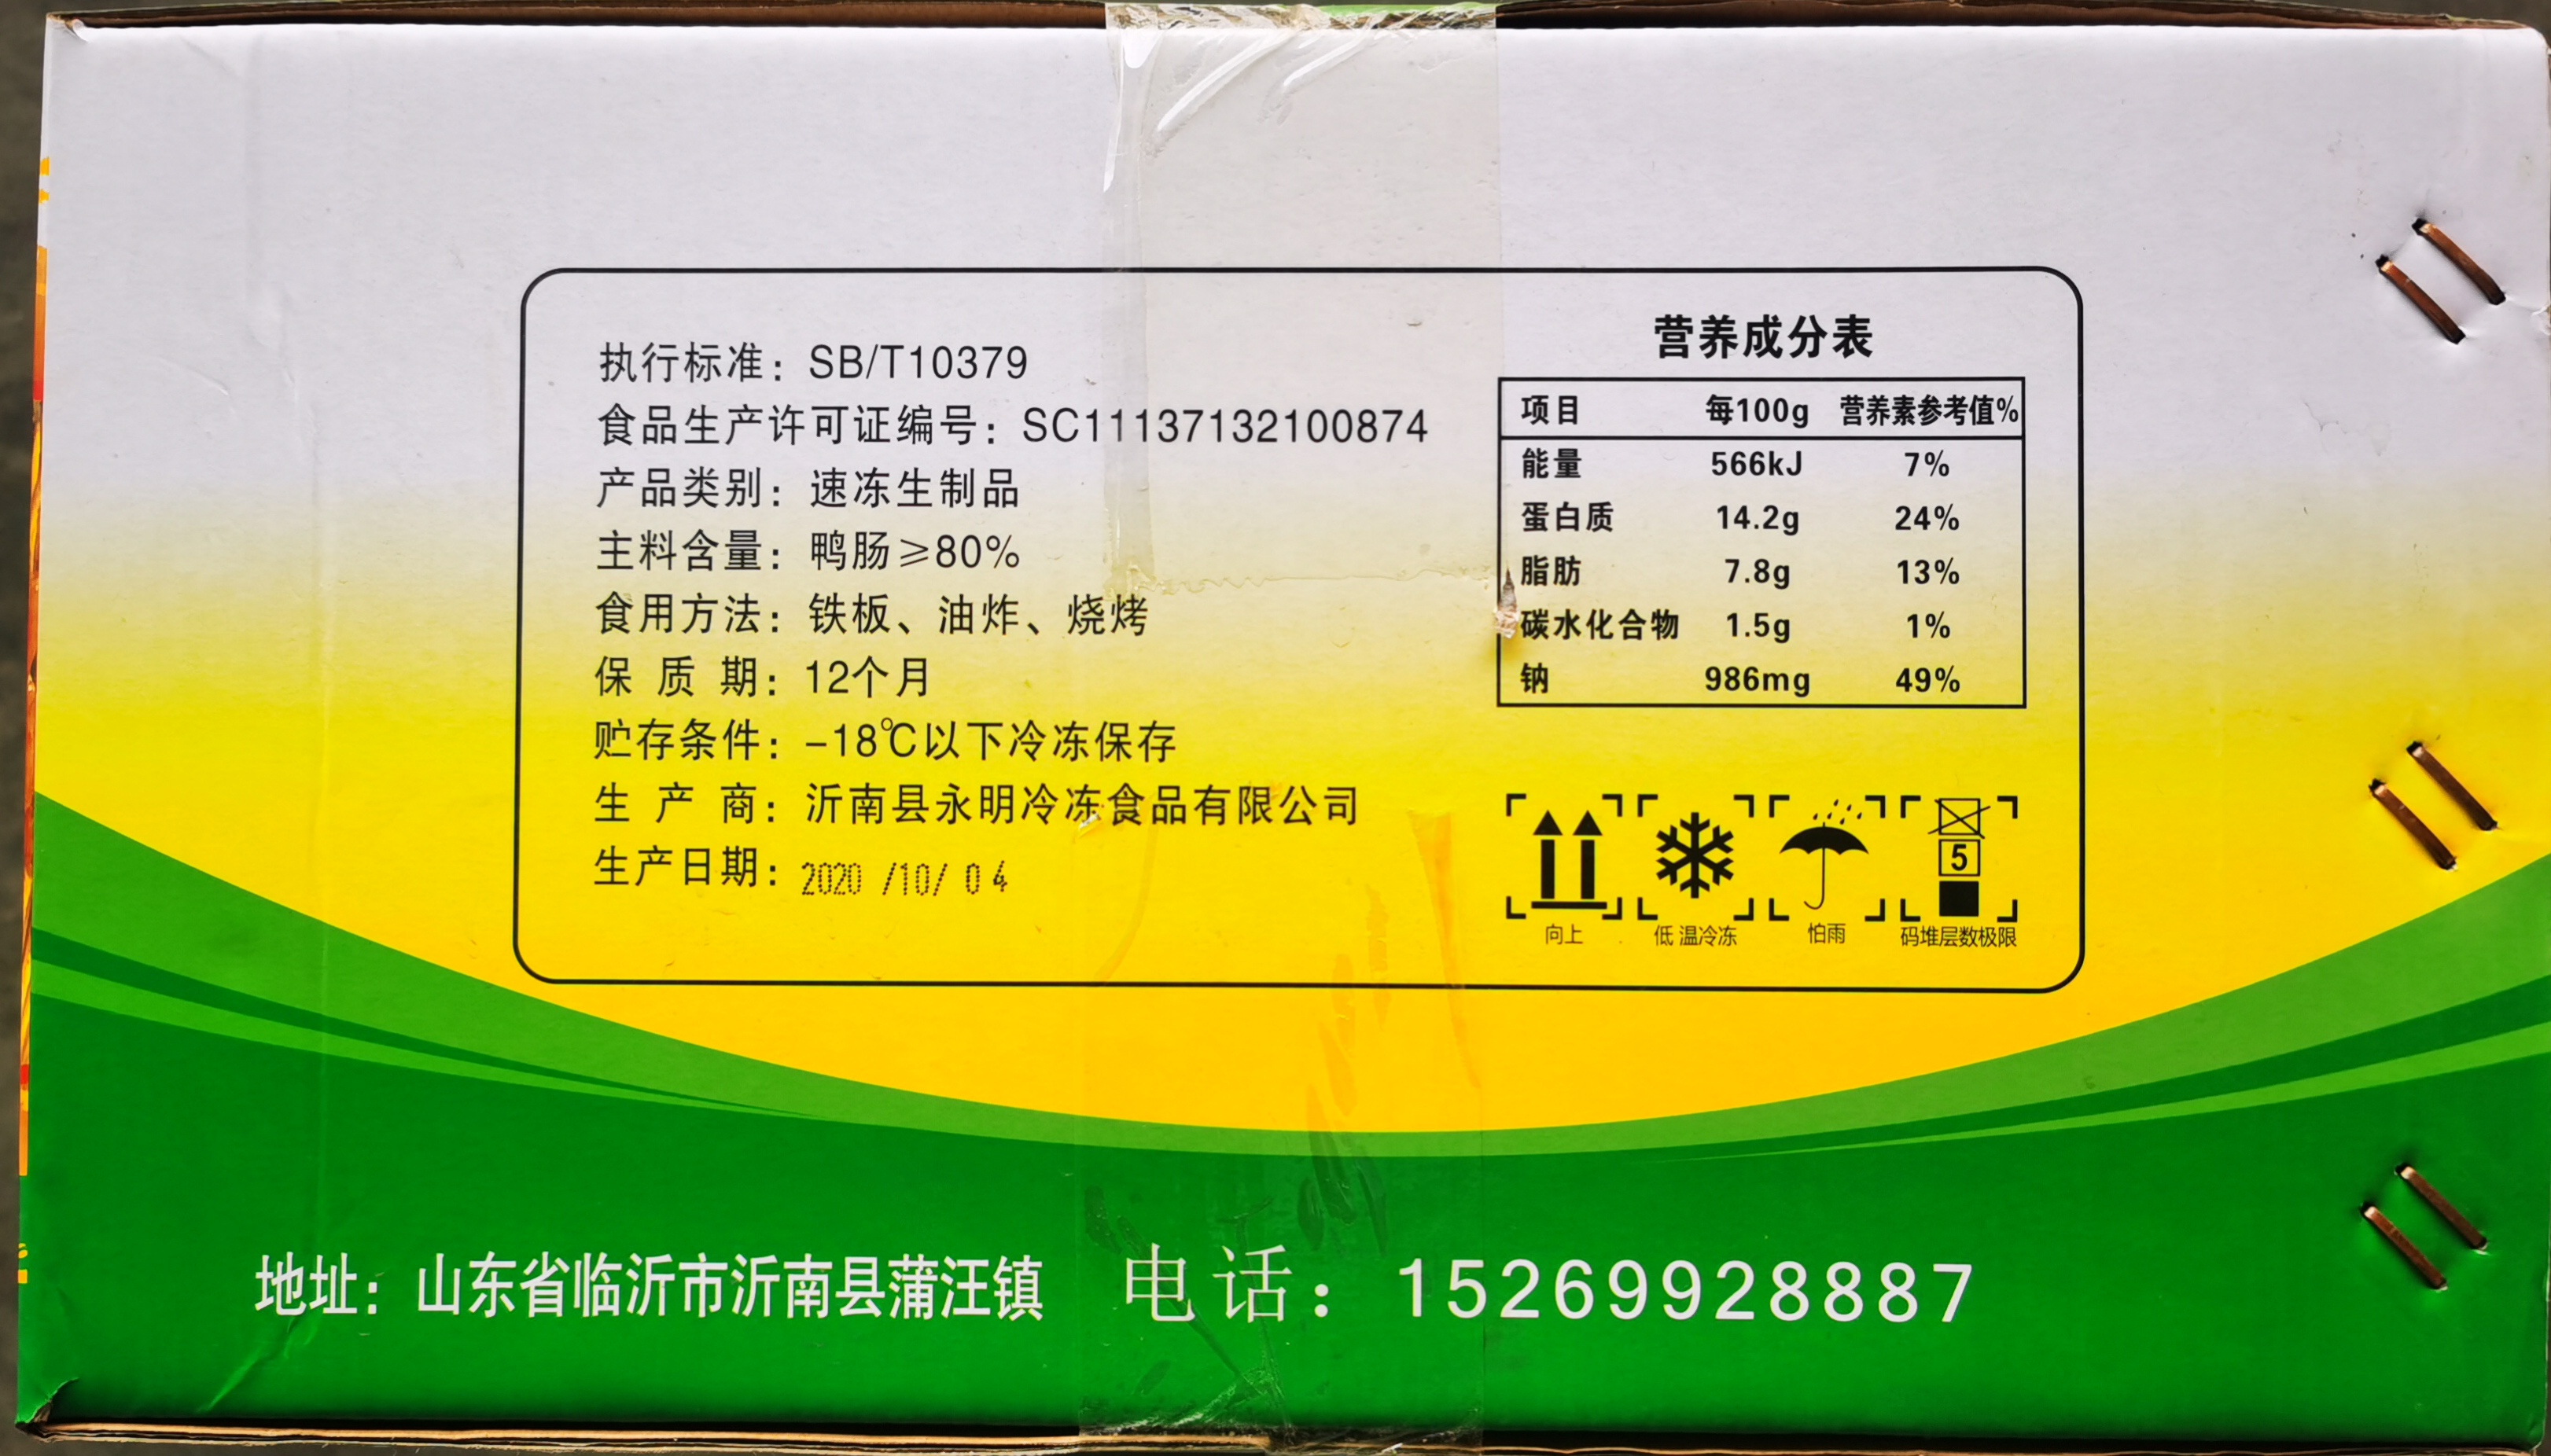 执行标准：SB/T10379
食品生产许可证编号：SC11137132100874
产品类别：速冻生制品
主料含量：鸭肠≥80%
食用方法：铁板、油炸、烧烤
保 质 期：12个月
贮存条件：-18℃以下冷冻保存
生 产 商：沂南县永明冷冻食品有限公司
生产日期：2020 /10/ 04
营养成分表
项目 每100g 营养素参考值%
能量 566kJ 7%
蛋白质 14.2g 24%
脂肪 7.8g 13%
碳水化合物 1.5g 1%
钠 986mg 49%
5
向上 低 温冷冻 怕雨 码堆层数极限
地址：山东省临沂市沂南县蒲汪镇 电话：15269928887